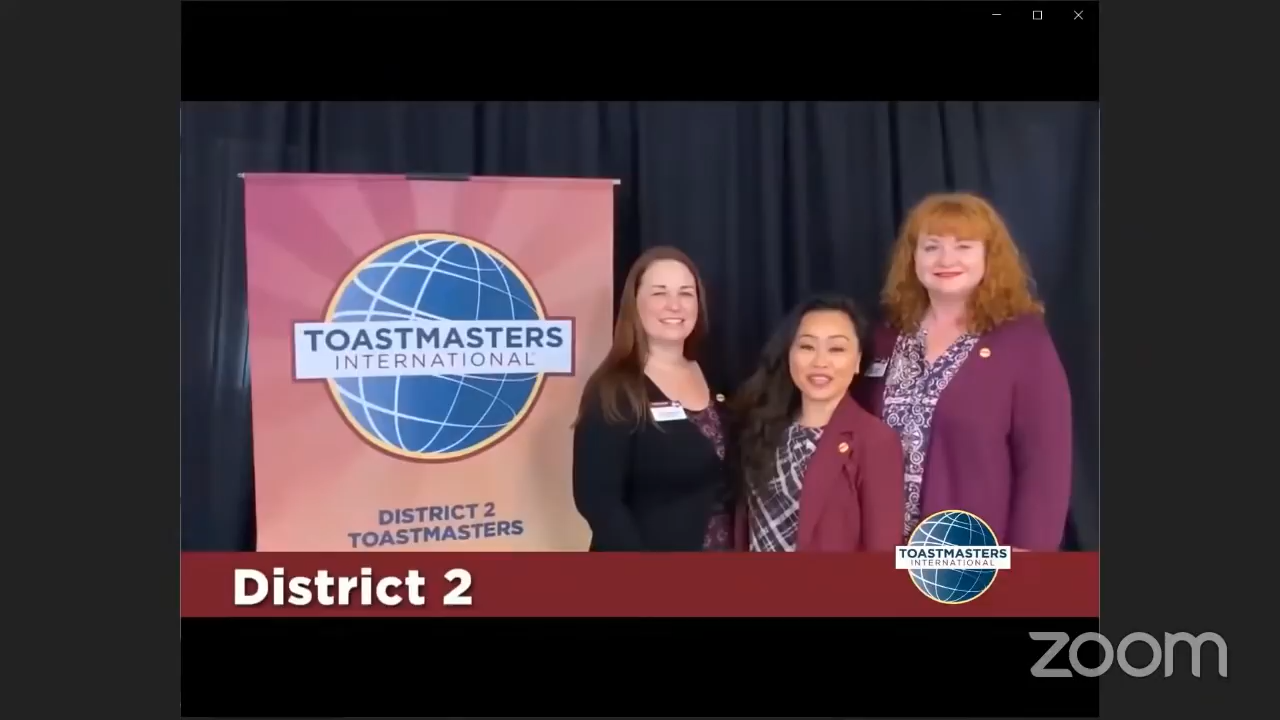 TOASTMASTERS
INTERNATIONAL
DISTRICT 2
TOASTMASTERS
District 2
TOASTMASTERS
INTERNATIONAL
zoom